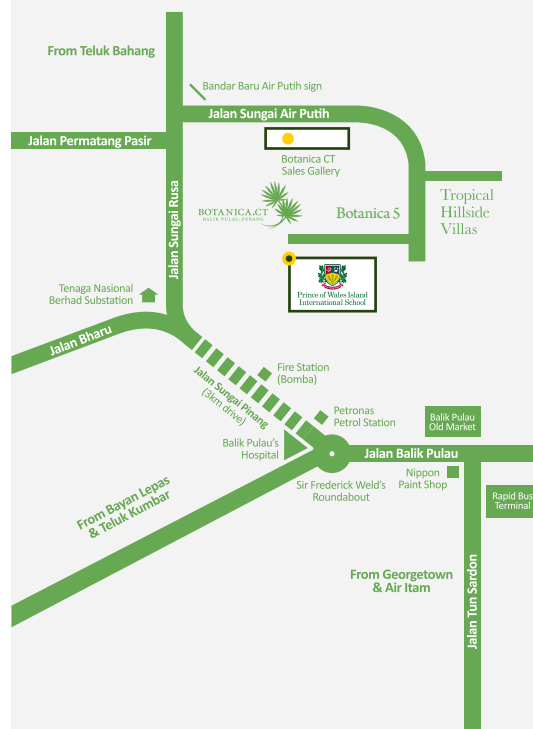 From Teluk Bahang
Bandar Baru Air Putih sign
Jalan Sungai Air Putih
Jalan Permatang Pasir
Botanica CT
Sales Gallery
Jalan Sungai Rusa
BOTANICA.CT
BALIK PULAU, PENANG
Botanica 5
Tropical
Hillside
Villas
Prince of Wales Island
International School
Tenaga Nasional
Berhad Substation
Jalan Bharu
Jalan Sungai Pinang
(3km drive)
Fire Station
(Bomba)
Petronas
Petrol Station
Balik Pulau
Old Market
Balik Pulau's
Hospital
Jalan Balik Pulau
Nippon
Paint Shop
Sir Frederick Weld's
Roundabout
Rapid Bus
Terminal
From Bayan Lepas
& Teluk Kumbar
From Georgetown
& Air Itam
Jalan Tun Sardon